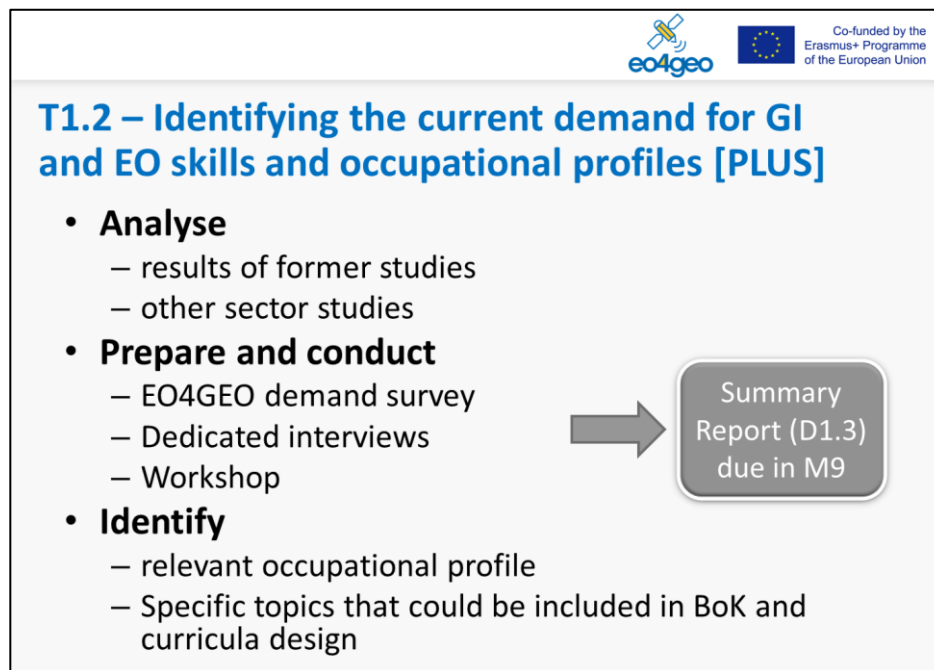 eo4geo
Co-funded by the
Erasmus+ Programme
of the European Union
T1.2 – Identifying the current demand for GI
and EO skills and occupational profiles [PLUS]
• Analyse
– results of former studies
– other sector studies
• Prepare and conduct
– EO4GEO demand survey
– Dedicated interviews
– Workshop
• Identify
– relevant occupational profile
– Specific topics that could be included in BoK and
curricula design
Summary
Report (D1.3)
due in M9